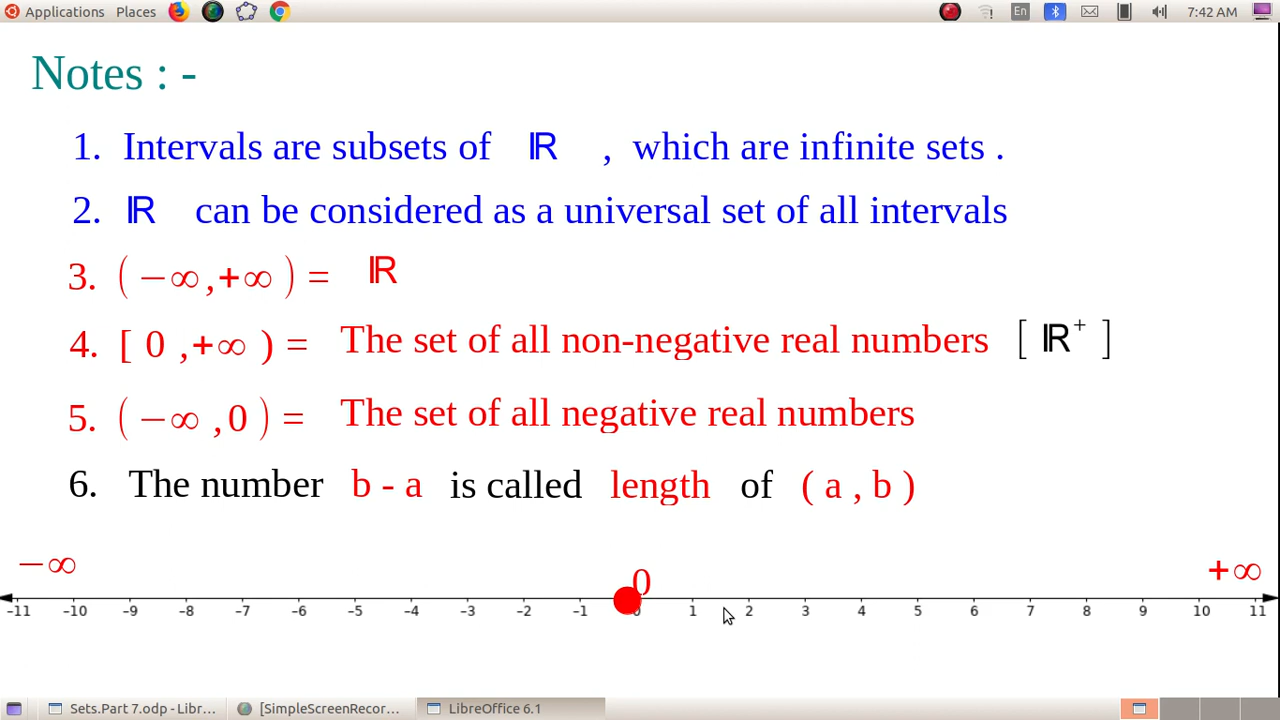 Applications Places En 7:42 AM
Notes : -
1. Intervals are subsets of ℝ , which are infinite sets .
2. ℝ can be considered as a universal set of all intervals
3. ( −∞ , +∞ ) = ℝ
4. [ 0 , +∞ ) = The set of all non-negative real numbers [ ℝ⁺ ]
5. ( −∞ , 0 ) = The set of all negative real numbers
6. The number b - a is called length of ( a , b )
−∞ 0 +∞
−11 −10 −9 −8 −7 −6 −5 −4 −3 −2 −1 0 1 2 3 4 5 6 7 8 9 10 11
Sets.Part 7.odp - Libr... [SimpleScreenRecor... LibreOffice 6.1